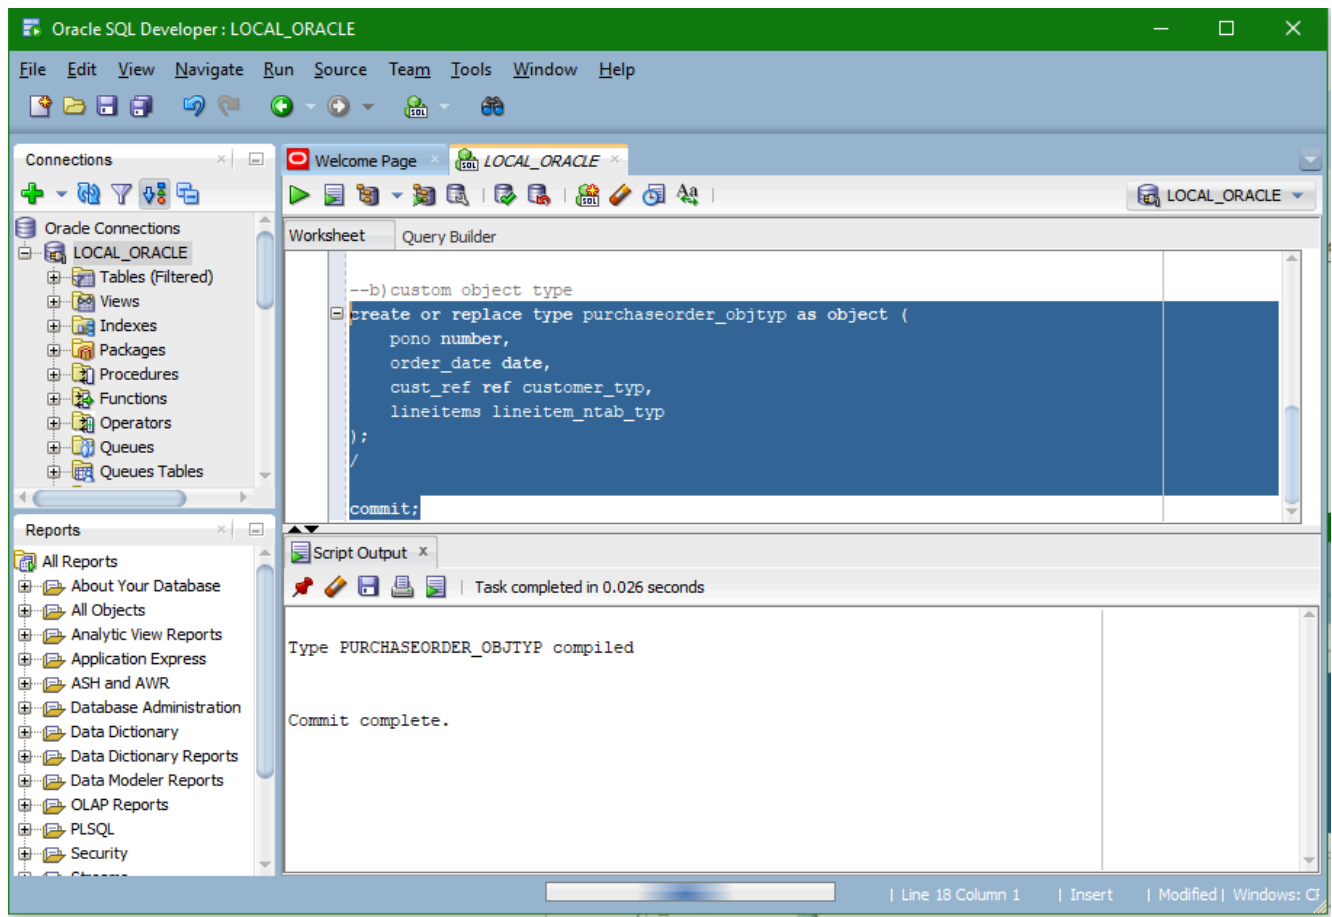 Oracle SQL Developer : LOCAL_ORACLE
File Edit View Navigate Run Source Team Tools Window Help
Connections
Oracle Connections
LOCAL_ORACLE
Tables (Filtered)
Views
Indexes
Packages
Procedures
Functions
Operators
Queues
Queues Tables
Reports
All Reports
About Your Database
All Objects
Analytic View Reports
Application Express
ASH and AWR
Database Administration
Data Dictionary
Data Dictionary Reports
Data Modeler Reports
OLAP Reports
PLSQL
Security
Welcome Page LOCAL_ORACLE
LOCAL_ORACLE
Worksheet Query Builder
--b)custom object type
create or replace type purchaseorder_objtyp as object (
pono number,
order_date date,
cust_ref ref customer_typ,
lineitems lineitem_ntab_typ
);
/
commit;
Script Output x
Task completed in 0.026 seconds
Type PURCHASEORDER_OBJTYP compiled
Commit complete.
| Line 18 Column 1 | Insert | Modified | Windows: